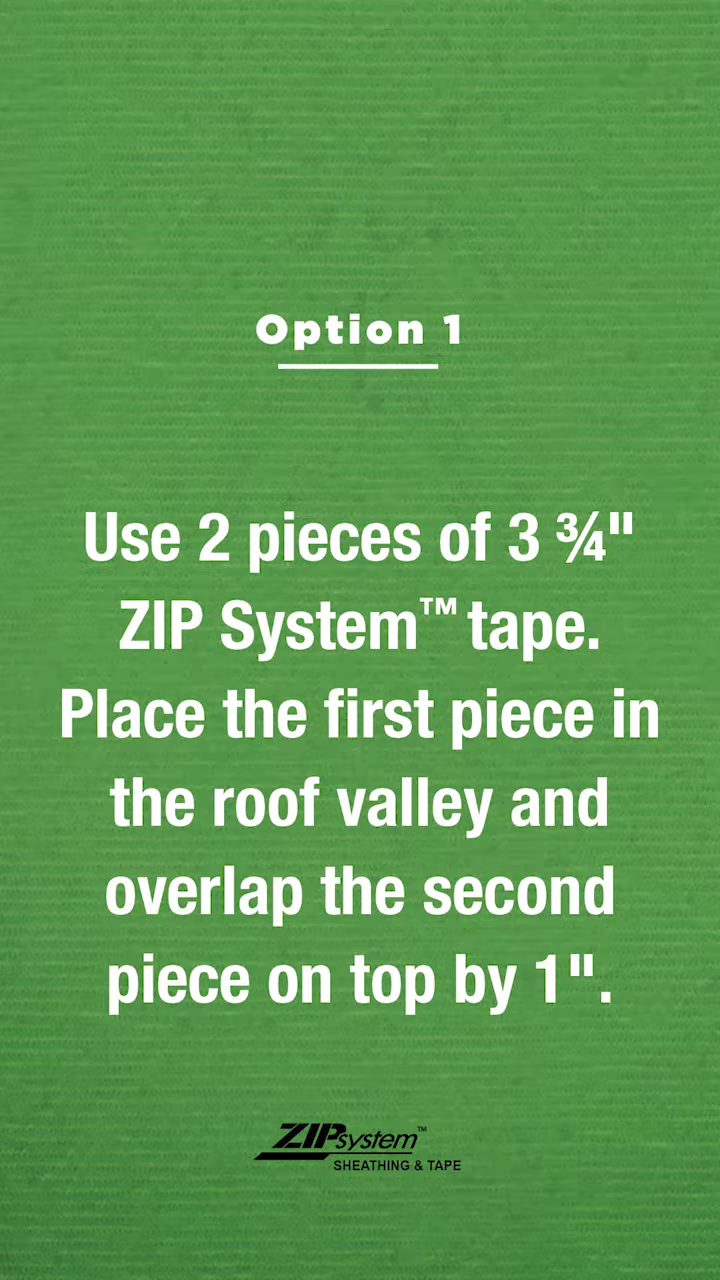 Option 1
Use 2 pieces of 3 ¾"
ZIP System™ tape.
Place the first piece in
the roof valley and
overlap the second
piece on top by 1".
ZIPsystem™
SHEATHING & TAPE